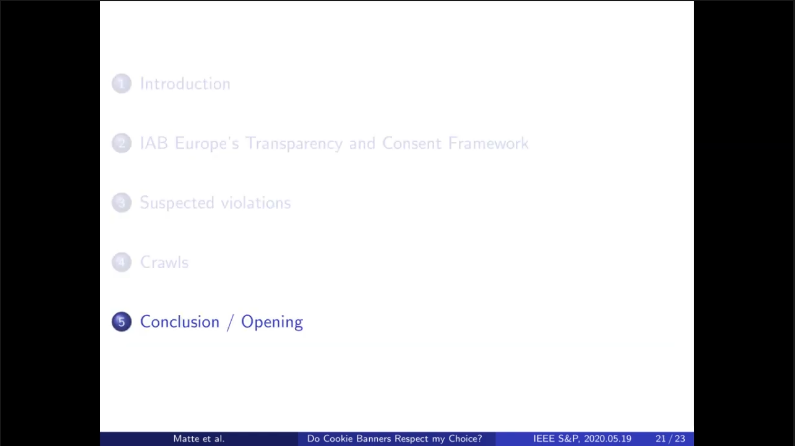 1 Introduction
2 IAB Europe's Transparency and Consent Framework
3 Suspected violations
4 Crawls
5 Conclusion / Opening
Matte et al. Do Cookie Banners Respect my Choice? IEEE S&P, 2020.05.19 21 / 23